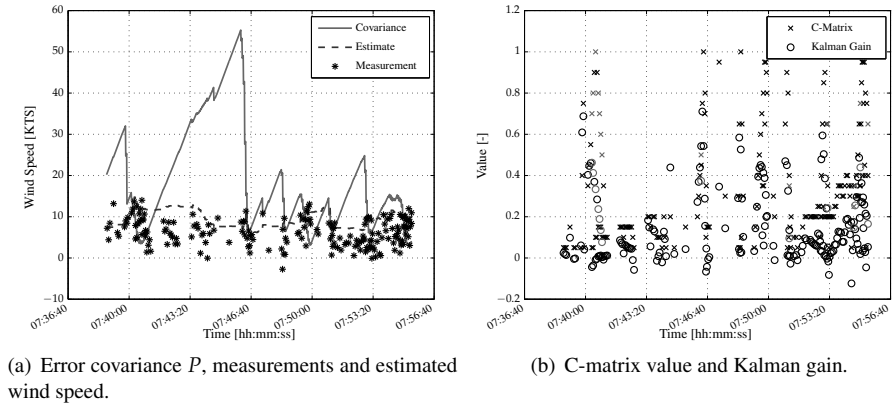 60
50
40
30
20
10
0
−10
Wind Speed [KTS]
Covariance
Estimate
Measurement
07:36:40
07:40:00
07:43:20
07:46:40
07:50:00
07:53:20
07:56:40
Time [hh:mm:ss]
(a) Error covariance P, measurements and estimated
wind speed.
1.2
1
0.8
0.6
0.4
0.2
0
−0.2
Value [-]
C-Matrix
Kalman Gain
07:36:40
07:40:00
07:43:20
07:46:40
07:50:00
07:53:20
07:56:40
Time [hh:mm:ss]
(b) C-matrix value and Kalman gain.